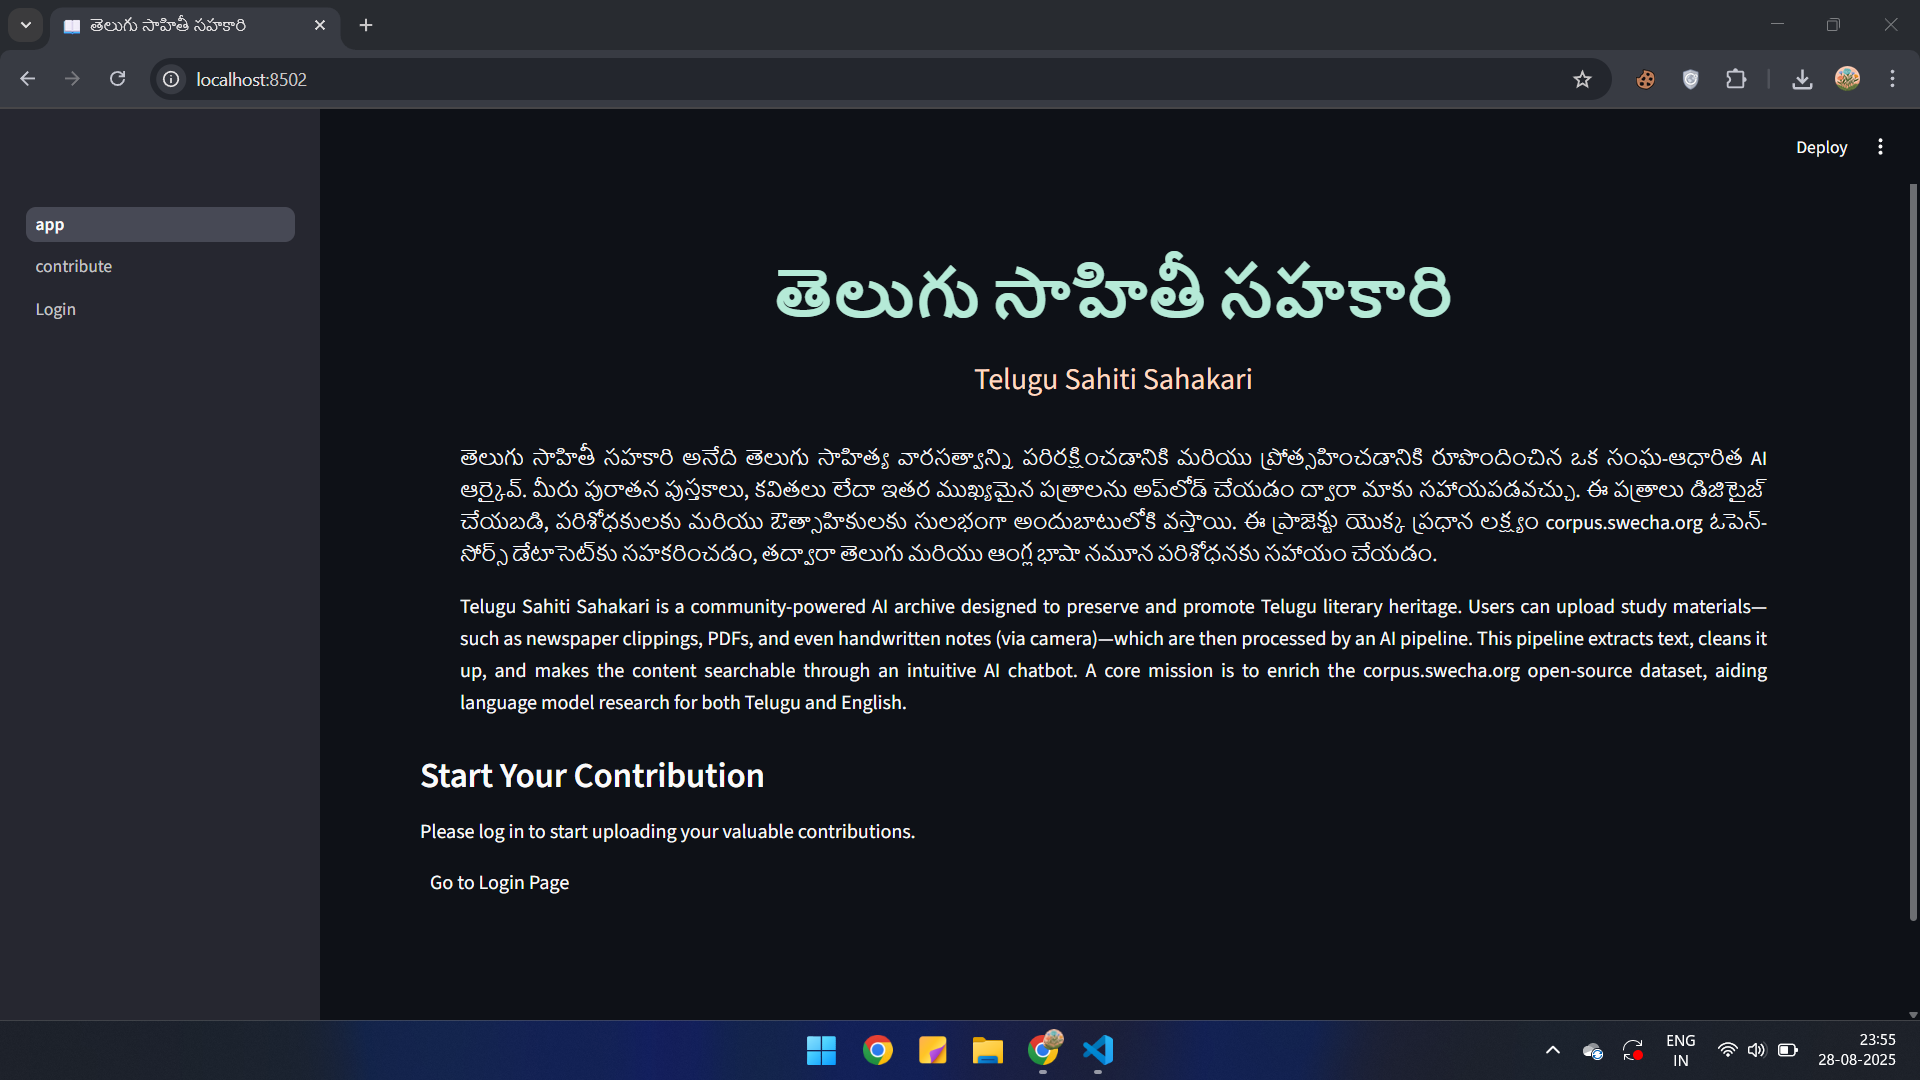 తెలుగు సాహితీ సహకారి
localhost:8502
Deploy
app
contribute
Login
తెలుగు సాహితీ సహకారి
Telugu Sahiti Sahakari
తెలుగు సాహితీ సహకారి అనేది తెలుగు సాహిత్య వారసత్వాన్ని పరిరక్షించడానికి మరియు ప్రోత్సహించడానికి రూపొందించిన ఒక సంఘ-ఆధారిత AI
ఆర్కైవ్. మీరు పురాతన పుస్తకాలు, కవితలు లేదా ఇతర ముఖ్యమైన పత్రాలను అప్‌లోడ్ చేయడం ద్వారా మాకు సహాయపడవచ్చు. ఈ పత్రాలు డిజిటైజ్
చేయబడి, పరిశోధకులకు మరియు ఔత్సాహికులకు సులభంగా అందుబాటులోకి వస్తాయి. ఈ ప్రాజెక్టు యొక్క ప్రధాన లక్ష్యం corpus.swecha.org ఓపెన్-
సోర్స్ డేటాసెట్‌కు సహకరించడం, తద్వారా తెలుగు మరియు ఆంగ్ల భాషా నమూన పరిశోధనకు సహాయం చేయడం.
Telugu Sahiti Sahakari is a community-powered AI archive designed to preserve and promote Telugu literary heritage. Users can upload study materials—
such as newspaper clippings, PDFs, and even handwritten notes (via camera)—which are then processed by an AI pipeline. This pipeline extracts text, cleans it
up, and makes the content searchable through an intuitive AI chatbot. A core mission is to enrich the corpus.swecha.org open-source dataset, aiding
language model research for both Telugu and English.
Start Your Contribution
Please log in to start uploading your valuable contributions.
Go to Login Page
ENG
IN
23:55
28-08-2025